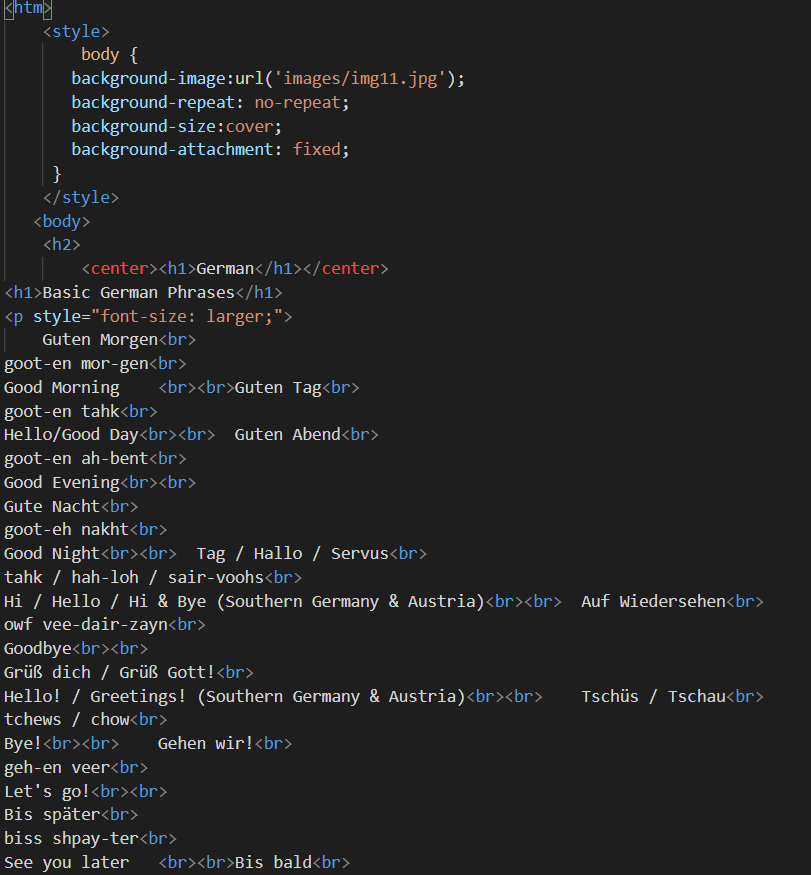 <htm>
<style>
body {
background-image:url('images/img11.jpg');
background-repeat: no-repeat;
background-size:cover;
background-attachment: fixed;
}
</style>
<body>
<h2>
<center><h1>German</h1></center>
<h1>Basic German Phrases</h1>
<p style="font-size: larger;">
Guten Morgen<br>
goot-en mor-gen<br>
Good Morning    <br><br>Guten Tag<br>
goot-en tahk<br>
Hello/Good Day<br><br>  Guten Abend<br>
goot-en ah-bent<br>
Good Evening<br><br>
Gute Nacht<br>
goot-eh nakht<br>
Good Night<br><br>  Tag / Hallo / Servus<br>
tahk / hah-loh / sair-voohs<br>
Hi / Hello / Hi & Bye (Southern Germany & Austria)<br><br>  Auf Wiedersehen<br>
owf vee-dair-zayn<br>
Goodbye<br><br>
Grüß dich / Grüß Gott!<br>
Hello! / Greetings! (Southern Germany & Austria)<br><br>    Tschüs / Tschau<br>
tchews / chow<br>
Bye!<br><br>    Gehen wir!<br>
geh-en veer<br>
Let's go!<br><br>
Bis später<br>
biss shpay-ter<br>
See you later   <br><br>Bis bald<br>